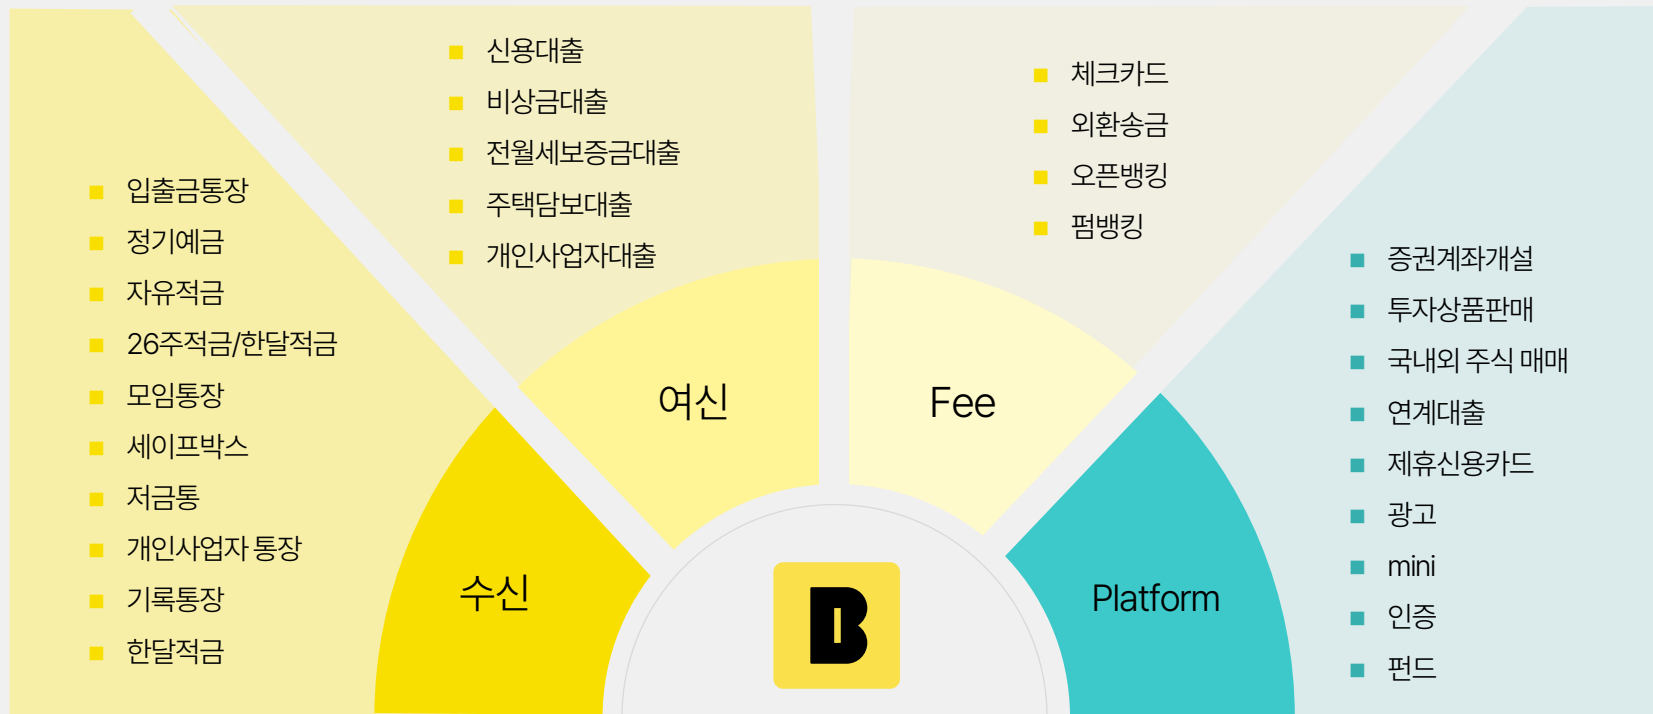 입출금통장
정기예금
자유적금
26주적금/한달적금
모임통장
세이프박스
저금통
개인사업자 통장
기록통장
한달적금
수신
신용대출
비상금대출
전월세보증금대출
주택담보대출
개인사업자대출
여신
체크카드
외환송금
오픈뱅킹
펌뱅킹
Fee
증권계좌개설
투자상품판매
국내외 주식 매매
연계대출
제휴신용카드
광고
mini
인증
펀드
Platform
B